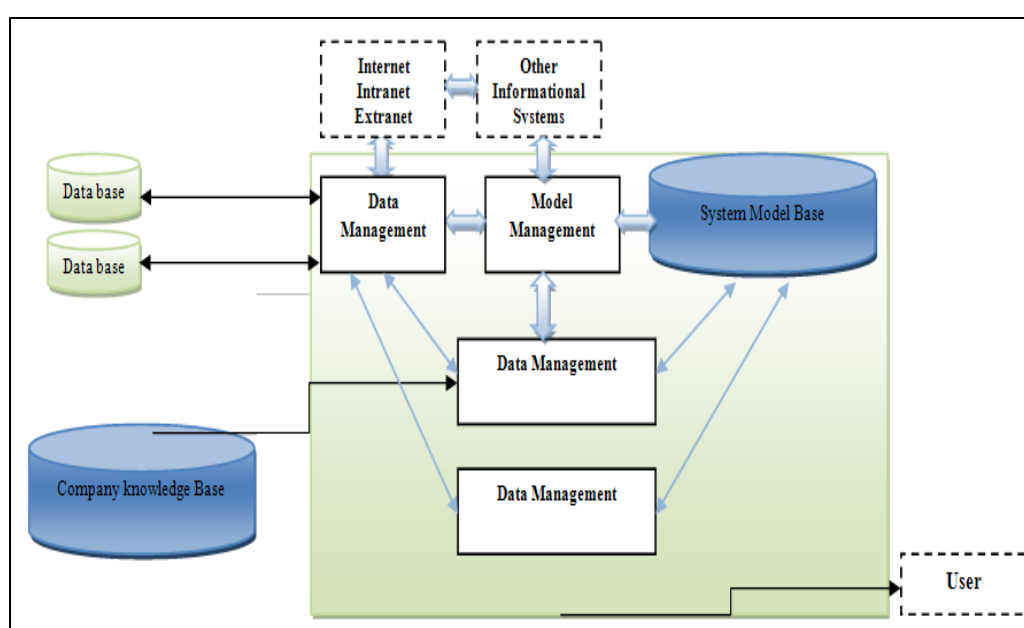 Internet
Intranet
Extranet
Other
Informational
Systems
Data base
Data
Management
Model
Management
System Model Base
Data base
Data Management
Company knowledge Base
Data Management
User